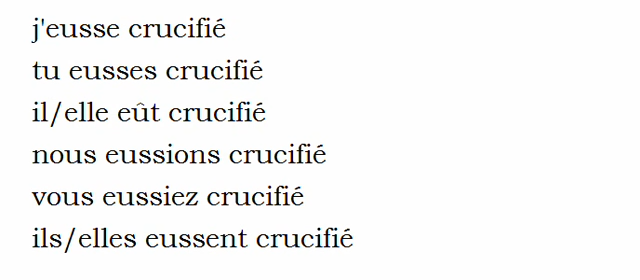 j'eusse crucifié
tu eusses crucifié
il/elle eût crucifié
nous eussions crucifié
vous eussiez crucifié
ils/elles eussent crucifié